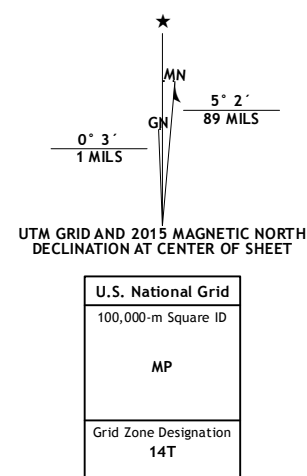 ★
MN
GN
5° 2´
89 MILS
0° 3´
1 MILS
UTM GRID AND 2015 MAGNETIC NORTH
DECLINATION AT CENTER OF SHEET
U.S. National Grid
100,000-m Square ID
MP
Grid Zone Designation
14T